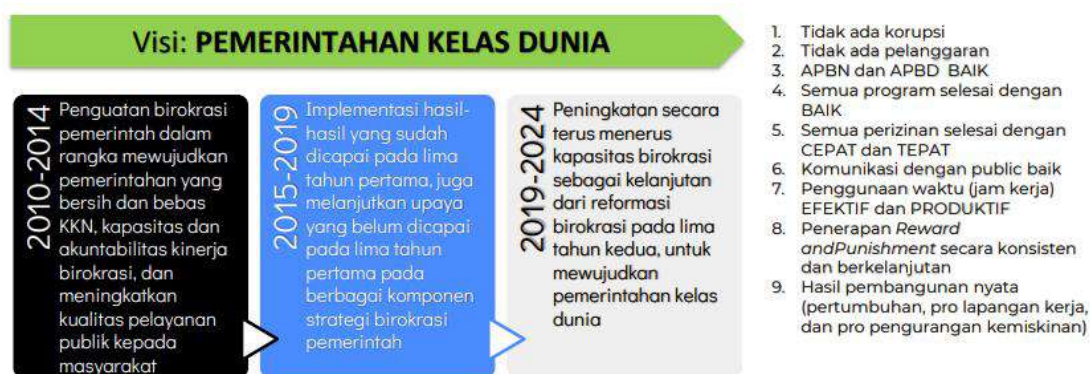 Visi: PEMERINTAHAN KELAS DUNIA
2010-2014
Penguatan birokrasi
pemerintah dalam
rangka mewujudkan
pemerintahan yang
bersih dan bebas
KKN, kapasitas dan
akuntabilitas kinerja
birokrasi, dan
meningkatkan
kualitas pelayanan
publik kepada
masyarakat
2015-2019
Implementasi hasil-
hasil yang sudah
dicapai pada lima
tahun pertama, juga
melanjutkan upaya
yang belum dicapai
pada lima tahun
pertama pada
berbagai komponen
strategi birokrasi
pemerintah
2019-2024
Peningkatan secara
terus menerus
kapasitas birokrasi
sebagai kelanjutan
dari reformasi
birokrasi pada lima
tahun kedua, untuk
mewujudkan
pemerintahan kelas
dunia
1. Tidak ada korupsi
2. Tidak ada pelanggaran
3. APBN dan APBD BAIK
4. Semua program selesai dengan
BAIK
5. Semua perizinan selesai dengan
CEPAT dan TEPAT
6. Komunikasi dengan public baik
7. Penggunaan waktu (jam kerja)
EFEKTIF dan PRODUKTIF
8. Penerapan Reward
andPunishment secara konsisten
dan berkelanjutan
9. Hasil pembangunan nyata
(pertumbuhan, pro lapangan kerja,
dan pro pengurangan kemiskinan)